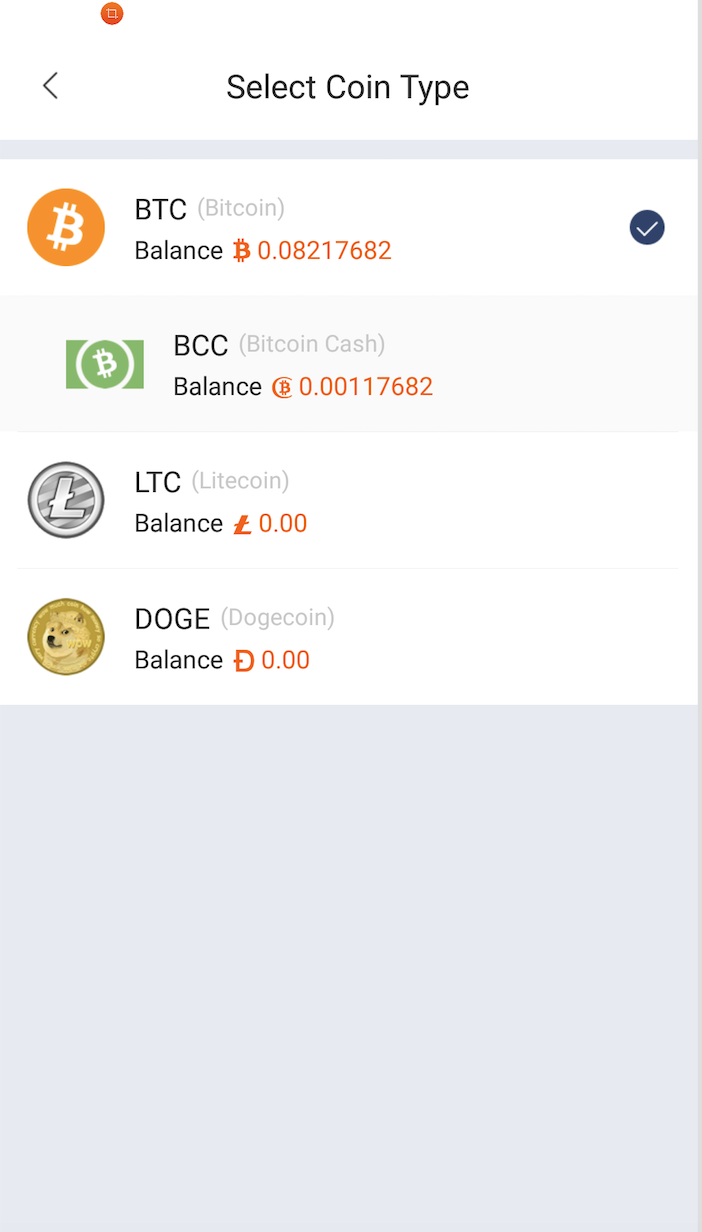 Select Coin Type
BTC (Bitcoin)
Balance 0.08217682
BCC (Bitcoin Cash)
Balance 0.00117682
LTC (Litecoin)
Balance 0.00
DOGE (Dogecoin)
Balance Ð 0.00